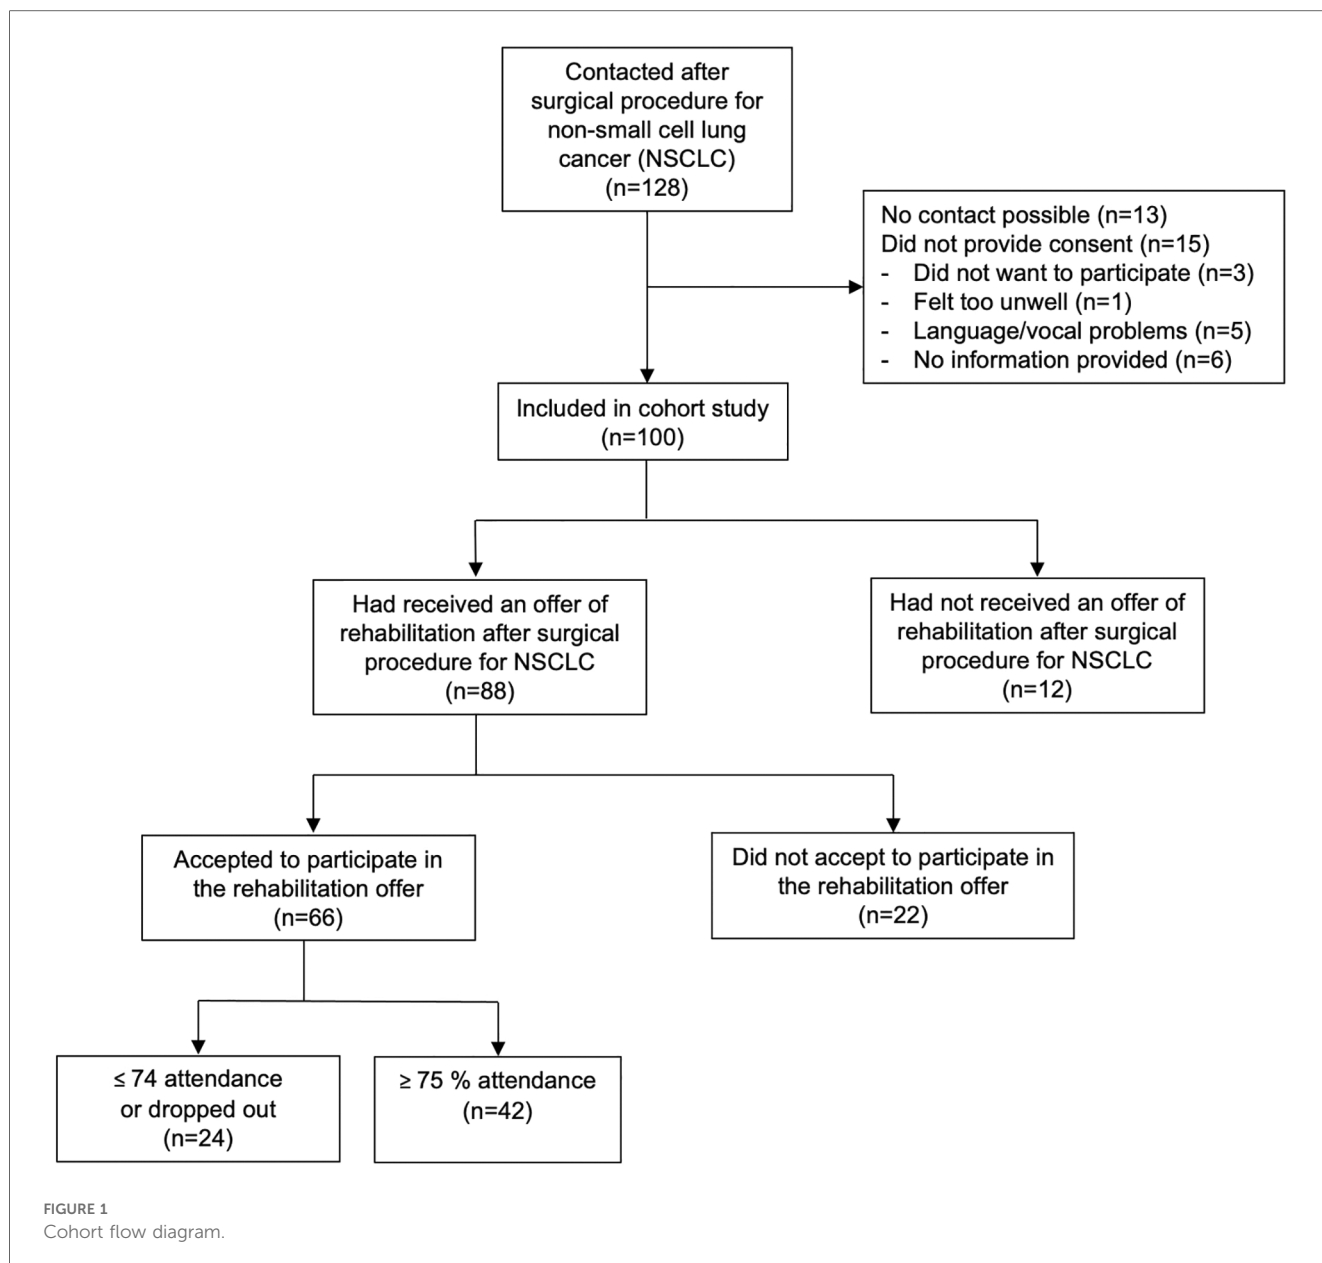 Contacted after
surgical procedure for
non-small cell lung
cancer (NSCLC)
(n=128)
No contact possible (n=13)
Did not provide consent (n=15)
- Did not want to participate (n=3)
- Felt too unwell (n=1)
- Language/vocal problems (n=5)
- No information provided (n=6)
Included in cohort study
(n=100)
Had received an offer of
rehabilitation after surgical
procedure for NSCLC
(n=88)
Had not received an offer of
rehabilitation after surgical
procedure for NSCLC
(n=12)
Accepted to participate in
the rehabilitation offer
(n=66)
Did not accept to participate in
the rehabilitation offer
(n=22)
≤ 74 attendance
or dropped out
(n=24)
≥ 75 % attendance
(n=42)
FIGURE 1
Cohort flow diagram.